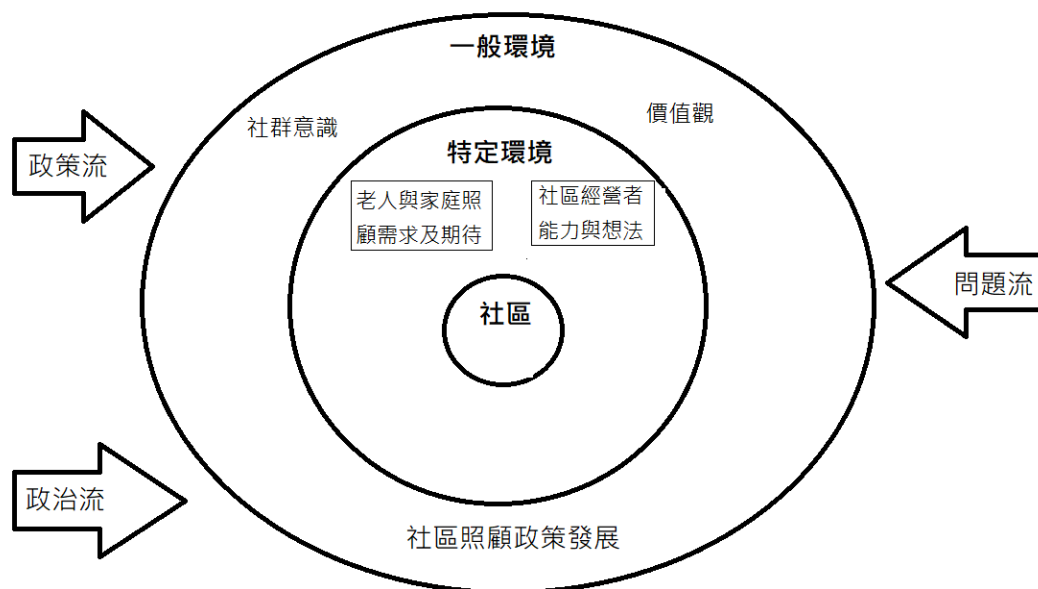 一般環境
社群意識
價值觀
政策流
特定環境
老人與家庭照
顧需求及期待
社區經營者
能力與想法
問題流
社區
政治流
社區照顧政策發展